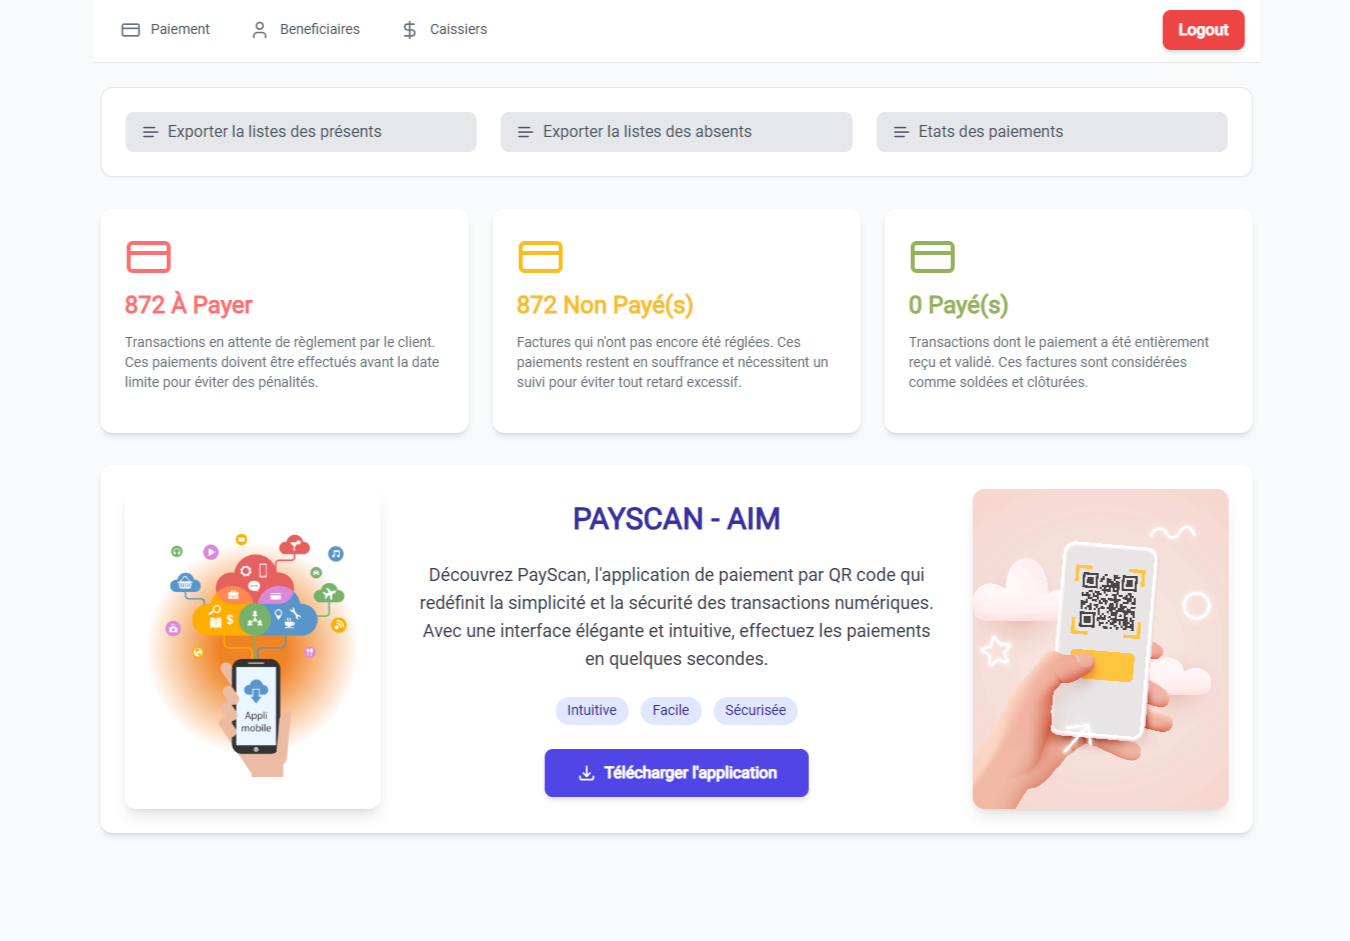 Paiement
Beneficiaires
Caissiers
Logout
Exporter la listes des présents
Exporter la listes des absents
Etats des paiements
872 À Payer
Transactions en attente de règlement par le client.
Ces paiements doivent être effectués avant la date
limite pour éviter des pénalités.
872 Non Payé(s)
Factures qui n'ont pas encore été réglées. Ces
paiements restent en souffrance et nécessitent un
suivi pour éviter tout retard excessif.
0 Payé(s)
Transactions dont le paiement a été entièrement
reçu et validé. Ces factures sont considérées
comme soldées et clôturées.
Appli
mobile
PAYSCAN - AIM
Découvrez PayScan, l'application de paiement par QR code qui
redéfinit la simplicité et la sécurité des transactions numériques.
Avec une interface élégante et intuitive, effectuez les paiements
en quelques secondes.
Intuitive
Facile
Sécurisée
Télécharger l'application